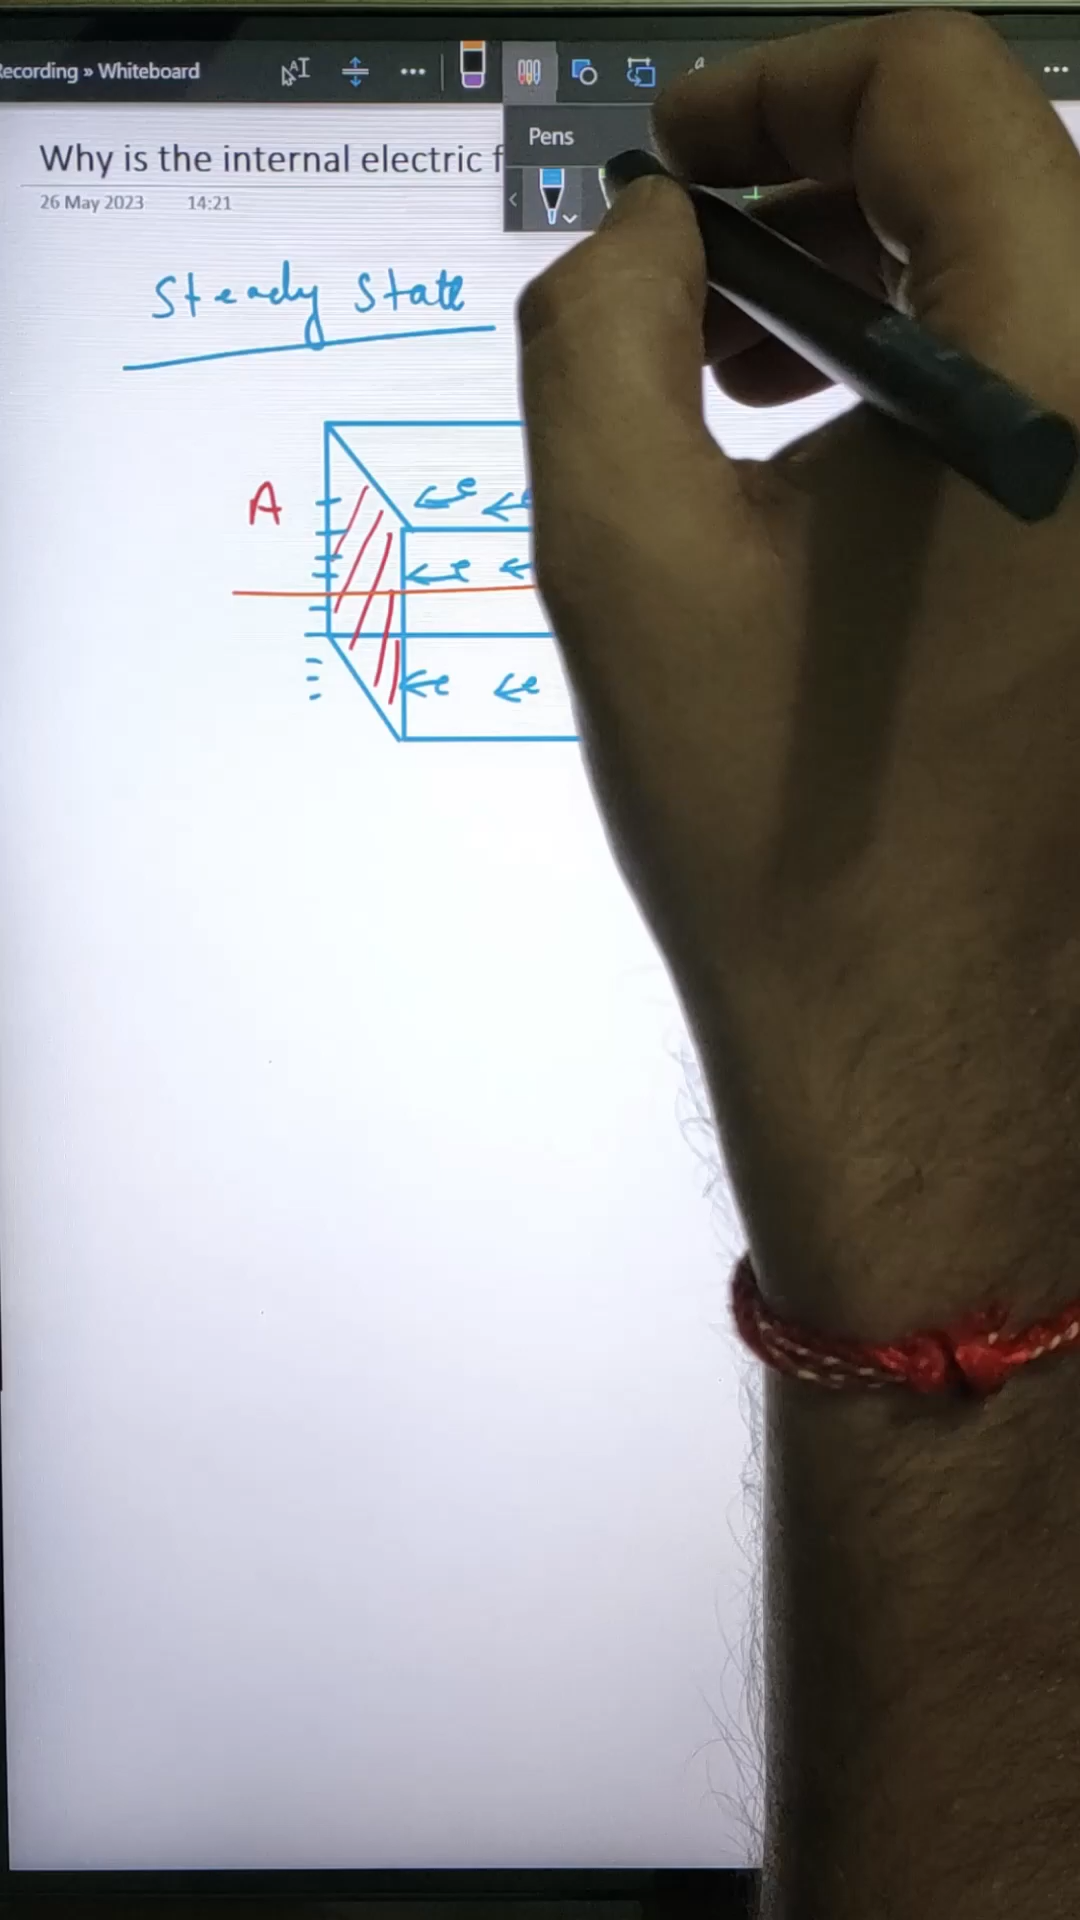 Recording » Whiteboard
Pens
Why is the internal electric f
26 May 2023 14:21
Steady State
A
e
e e
e e